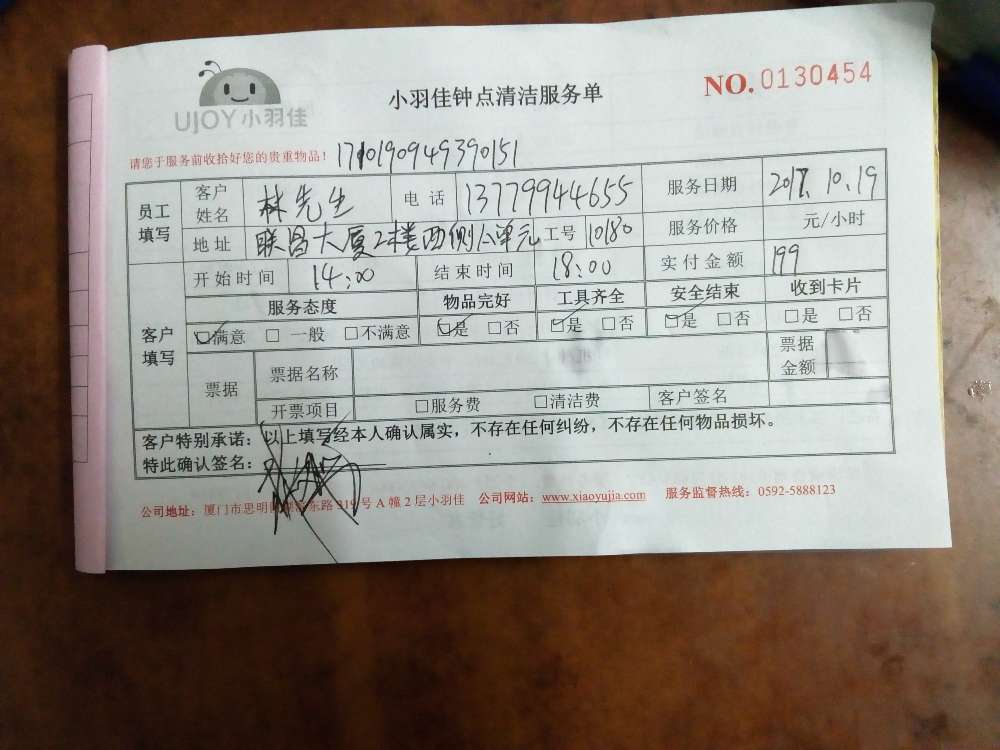 UJOY小羽佳
小羽佳钟点清洁服务单
NO.0130454
请您于服务前收拾好您的贵重物品！ 1710190949390151
员工填写 客户姓名 林先生 电话 13779944655 服务日期 2017.10.19
地址 联昌大厦2楼西侧 单元 工号 10180 服务价格 元/小时
客户填写 开始时间 14:00 结束时间 18:00 实付金额 199
服务态度 物品完好 工具齐全 安全结束 收到卡片
☑满意 □一般 □不满意 ☑是 □否 ☑是 □否 ☑是 □否 □是 □否
票据 票据名称 票据金额
开票项目 □服务费 □清洁费 客户签名
客户特别承诺：以上填写经本人确认属实，不存在任何纠纷，不存在任何物品损坏。
特此确认签名：
公司地址：厦门市思明 东路319号A幢2层小羽佳 公司网站：www.xiaoyujia.com 服务监督热线：0592-5888123